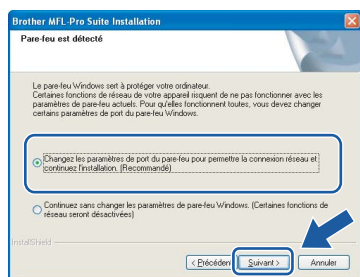 Brother MFL-Pro Suite Installation
Pare-feu est détecté
Le pare-feu Windows sert à protéger votre ordinateur.
Certaines fonctions de réseau de votre appareil risquent de ne pas fonctionner avec les
paramètres de pare-feu actuels. Pour qu'elles fonctionnent toutes, vous devez changer
certains paramètres de port du pare-feu Windows.
Changez les paramètres de port du pare-feu pour permettre la connexion réseau et
continuez l'installation. (Recommandé)
Continuez sans changer les paramètres de pare-feu Windows. (Certaines fonctions de
réseau seront désactivées)
InstallShield
< Précéden
Suivant >
Annuler